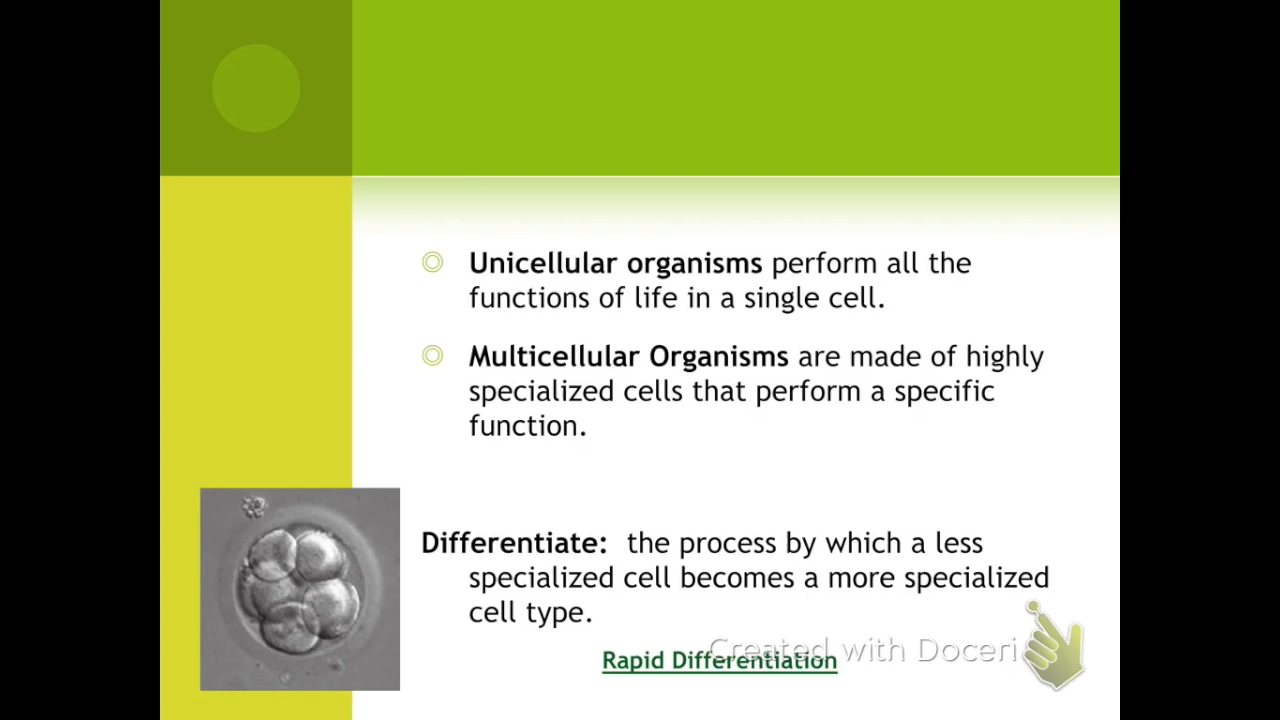 Unicellular organisms perform all the
functions of life in a single cell.
Multicellular Organisms are made of highly
specialized cells that perform a specific
function.
Differentiate: the process by which a less
specialized cell becomes a more specialized
cell type.
Created with Doceri
Rapid Differentiation